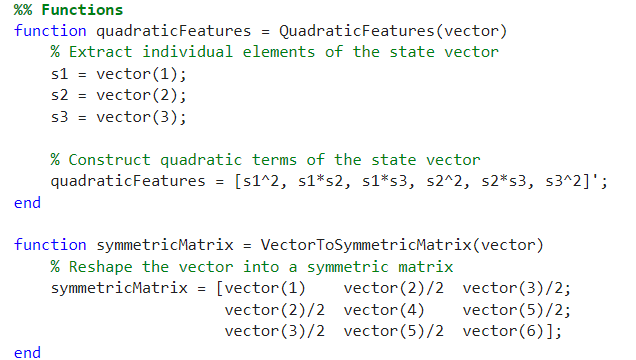 %% Functions
function quadraticFeatures = QuadraticFeatures(vector)
    % Extract individual elements of the state vector
    s1 = vector(1);
    s2 = vector(2);
    s3 = vector(3);

    % Construct quadratic terms of the state vector
    quadraticFeatures = [s1^2, s1*s2, s1*s3, s2^2, s2*s3, s3^2]';
end

function symmetricMatrix = VectorToSymmetricMatrix(vector)
    % Reshape the vector into a symmetric matrix
    symmetricMatrix = [vector(1)    vector(2)/2  vector(3)/2;
                       vector(2)/2  vector(4)    vector(5)/2;
                       vector(3)/2  vector(5)/2  vector(6)];
end